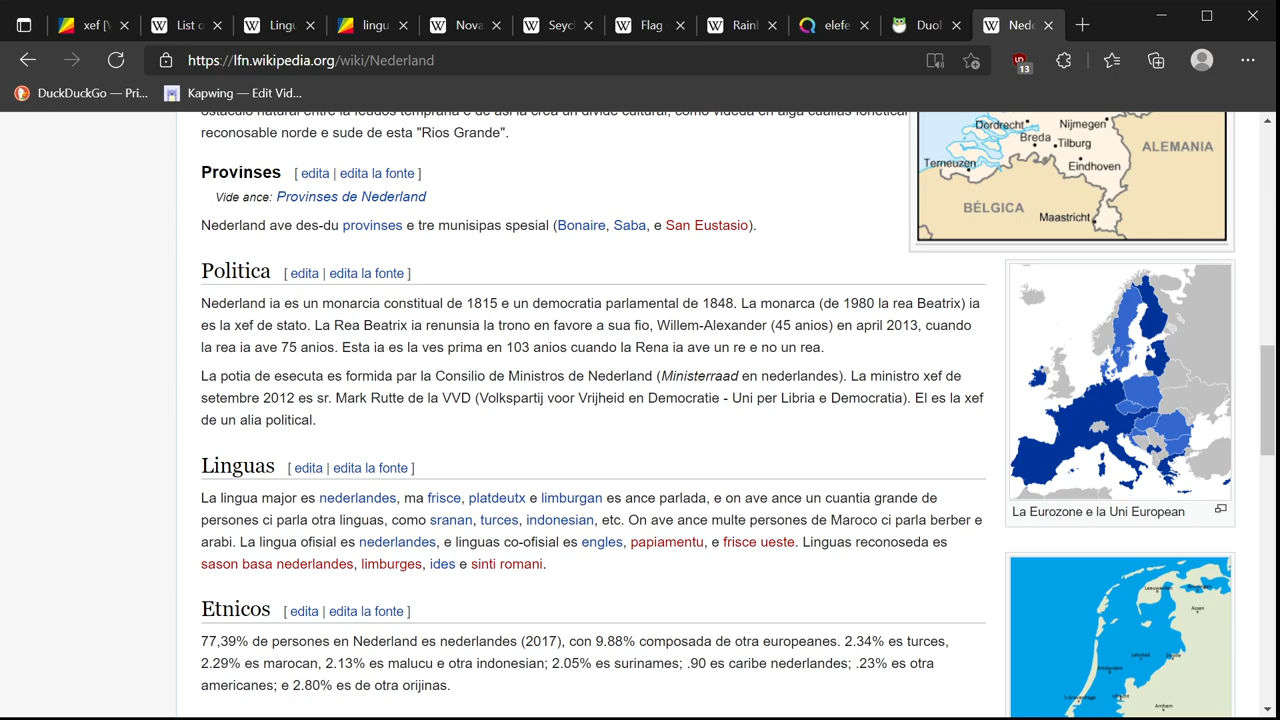 xef [V
List o
Lingu
lingu
Nova
Seych
Flag
Rainb
elefe
Duol
Nede
https://lfn.wikipedia.org/wiki/Nederland
13
DuckDuckGo — Pri...
Kapwing — Edit Vid...
reconosable norde e sude de esta "Rios Grande".
Provinses [ edita | edita la fonte ]
Vide ance: Provinses de Nederland
Nederland ave des-du provinses e tre munisipas spesial (Bonaire, Saba, e San Eustasio).
Politica [ edita | edita la fonte ]
Nederland ia es un monarcia constitual de 1815 e un democratia parlamental de 1848. La monarca (de 1980 la rea Beatrix) ia
es la xef de stato. La Rea Beatrix ia renunsia la trono en favore a sua fio, Willem-Alexander (45 anios) en april 2013, cuando
la rea ia ave 75 anios. Esta ia es la ves prima en 103 anios cuando la Rena ia ave un re e no un rea.
La potia de esecuta es formida par la Consilio de Ministros de Nederland (Ministerraad en nederlandes). La ministro xef de
setembre 2012 es sr. Mark Rutte de la VVD (Volkspartij voor Vrijheid en Democratie - Uni per Libria e Democratia). El es la xef
de un alia political.
Linguas [ edita | edita la fonte ]
La lingua major es nederlandes, ma frisce, platdeutx e limburgan es ance parlada, e on ave ance un cuantia grande de
persones ci parla otra linguas, como sranan, turces, indonesian, etc. On ave ance multe persones de Maroco ci parla berber e
arabi. La lingua ofisial es nederlandes, e linguas co-ofisial es engles, papiamentu, e frisce ueste. Linguas reconoseda es
sason basa nederlandes, limburges, ides e sinti romani.
Etnicos [ edita | edita la fonte ]
77,39% de persones en Nederland es nederlandes (2017), con 9.88% composada de otra europeanes. 2.34% es turces,
2.29% es marocan, 2.13% es malucu e otra indonesian; 2.05% es surinames; .90 es caribe nederlandes; .23% es otra
americanes; e 2.80% es de otra orijinas.
Dordrecht
Nijmegen
Breda
Tilburg
ALEMANIA
Terneuzen
Eindhoven
BÉLGICA
Maastricht
La Eurozone e la Uni European
Leeuwarden
Groningen
Assen
Lelystad
Zwolle
Amsterdam
's-Gravenhage
Utrecht
Arnhem